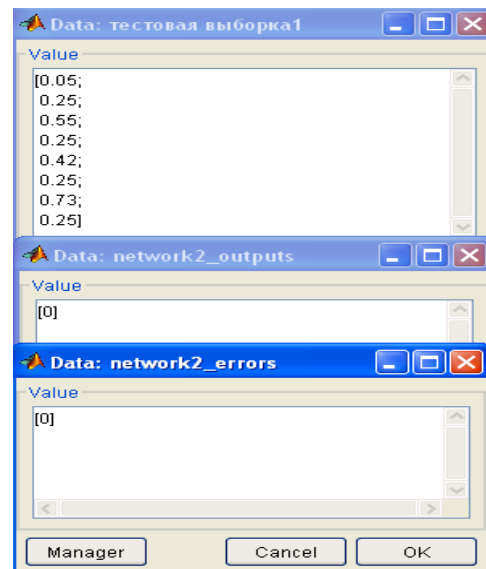 Data: тестовая выборка1
Value
[0.05;
0.25;
0.55;
0.25;
0.42;
0.25;
0.73;
0.25]
Data: network2_outputs
Value
[0]
Data: network2_errors
Value
[0]
Manager
Cancel
OK